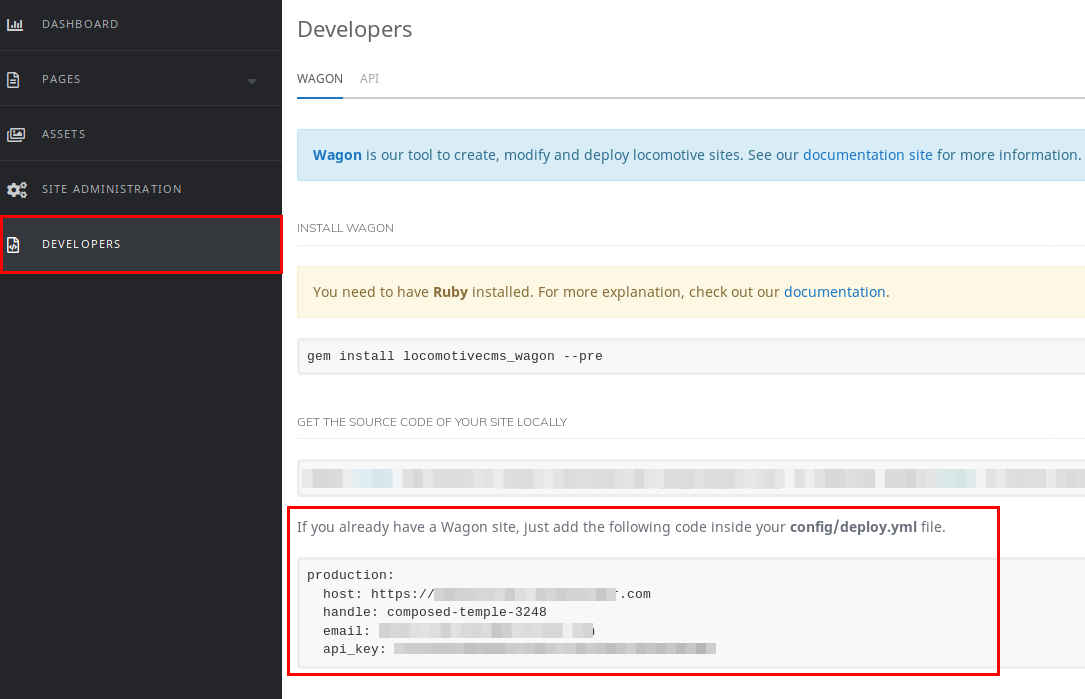 DASHBOARD
PAGES
ASSETS
SITE ADMINISTRATION
DEVELOPERS
Developers
WAGON API
Wagon is our tool to create, modify and deploy locomotive sites. See our documentation site for more information.
INSTALL WAGON
You need to have Ruby installed. For more explanation, check out our documentation.
gem install locomotivecms_wagon --pre
GET THE SOURCE CODE OF YOUR SITE LOCALLY
If you already have a Wagon site, just add the following code inside your config/deploy.yml file.
production:
host: https:// .com
handle: composed-temple-3248
email:
api_key: